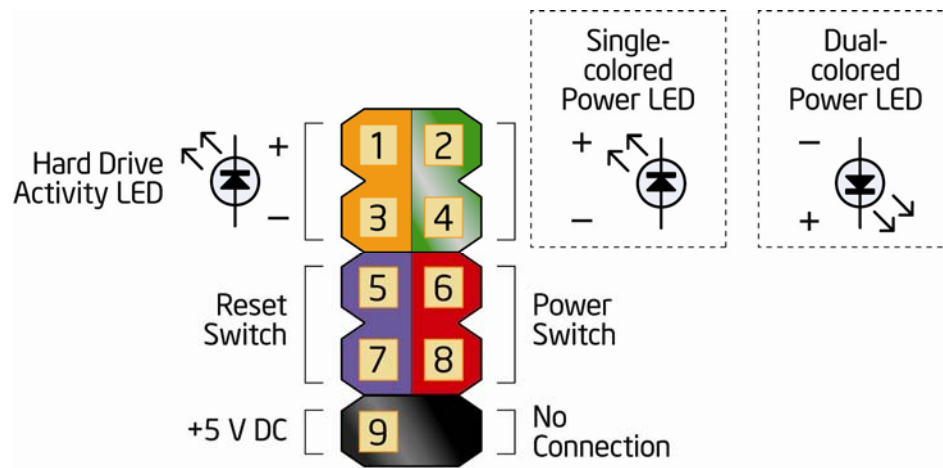 Single-
colored
Power LED
Dual-
colored
Power LED
Hard Drive
Activity LED
+
−
1
2
3
4
+
−
−
+
Reset
Switch
5
6
7
8
Power
Switch
+5 V DC
9
No
Connection